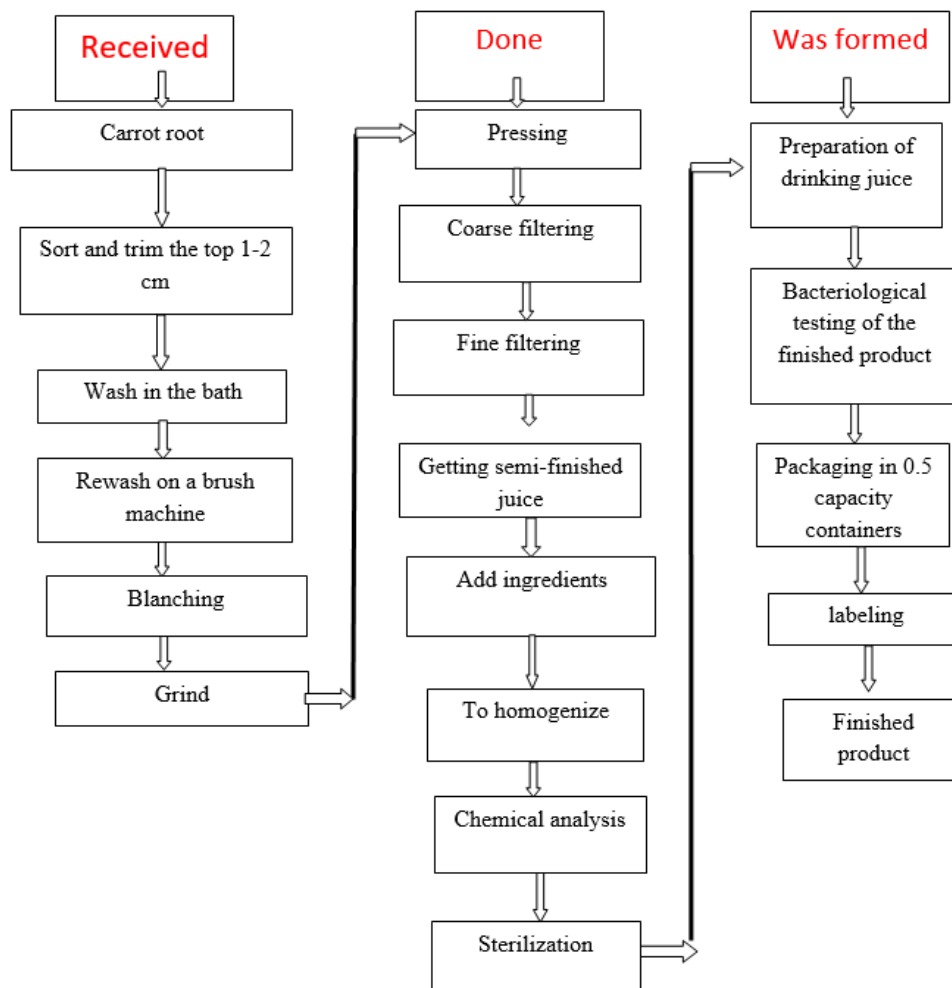 Received
Carrot root
Sort and trim the top 1-2
cm
Wash in the bath
Rewash on a brush
machine
Blanching
Grind
Done
Pressing
Coarse filtering
Fine filtering
Getting semi-finished
juice
Add ingredients
To homogenize
Chemical analysis
Sterilization
Was formed
Preparation of
drinking juice
Bacteriological
testing of the
finished product
Packaging in 0.5
capacity
containers
labeling
Finished
product